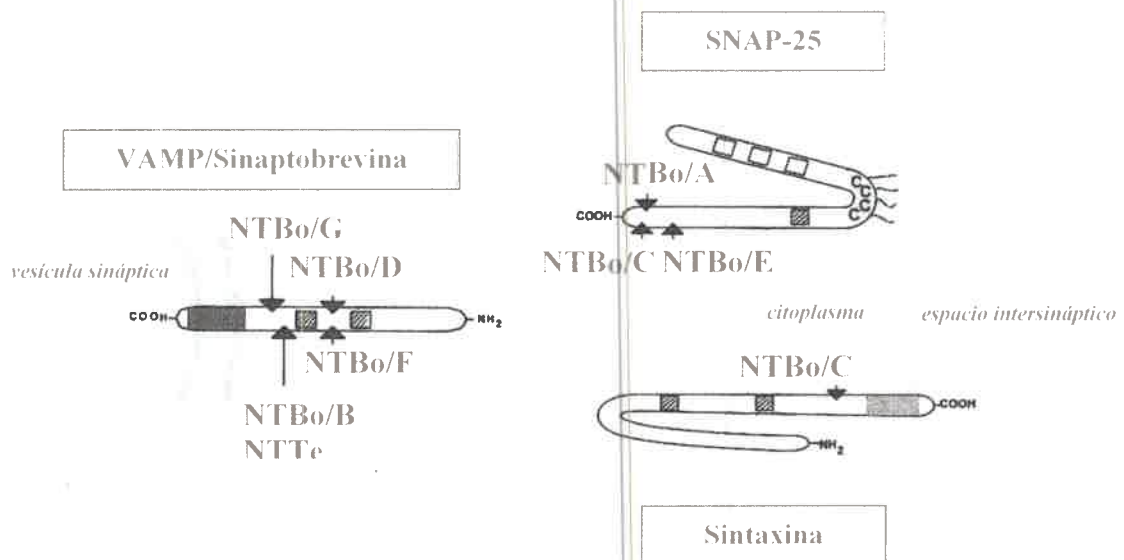 SNAP-25
VAMP/Sinaptobrevina
NTBo/A
COOH
C
C
C
C
C
NTBo/G
vesícula sináptica
NTBo/D
NTBo/C NTBo/E
COOH
NH2
citoplasma
espacio intersináptico
NTBo/F
NTBo/C
NTBo/B
NTTe
COOH
NH2
Sintaxina